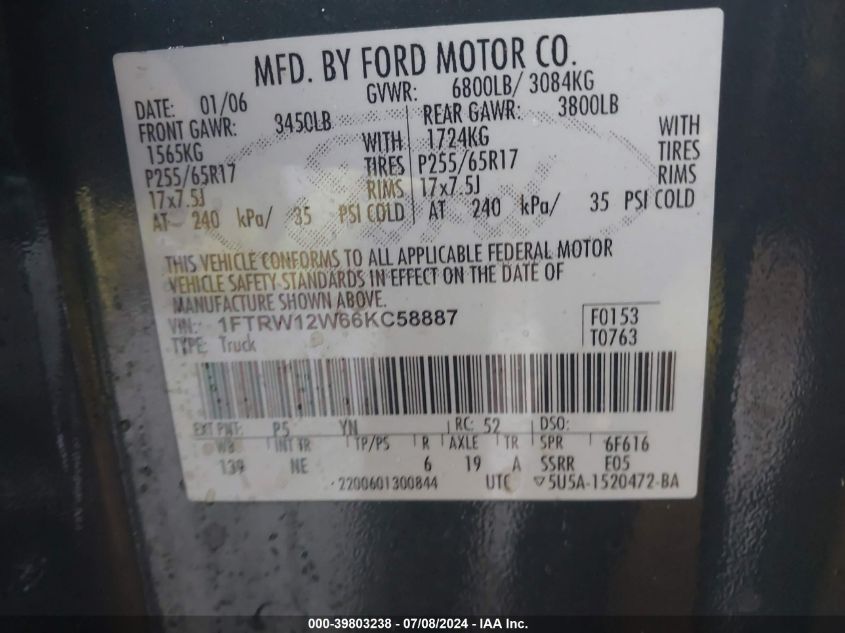 MFD. BY FORD MOTOR CO.
DATE: 01/06 GVWR: 6800LB/ 3084KG
FRONT GAWR: 3450LB REAR GAWR: 3800LB
1565KG WITH 1724KG WITH
P255/65R17 TIRES P255/65R17 TIRES
17x7.5J RIMS 17x7.5J RIMS
AT 240 kPa/ 35 PSI COLD AT 240 kPa/ 35 PSI COLD
THIS VEHICLE CONFORMS TO ALL APPLICABLE FEDERAL MOTOR
VEHICLE SAFETY STANDARDS IN EFFECT ON THE DATE OF
MANUFACTURE SHOWN ABOVE.
VIN: 1FTRW12W66KC58887 F0153
TYPE: Truck T0763
EXT PNT: P5 YN RC: 52 DSO:
WB INT TR TP/PS R AXLE TR SPR 6F616
139 NE 6 19 A SSRR E05
2200601300844 UTC ▽5U5A-1520472-BA
Ford
000-39803238 - 07/08/2024 - IAA Inc.